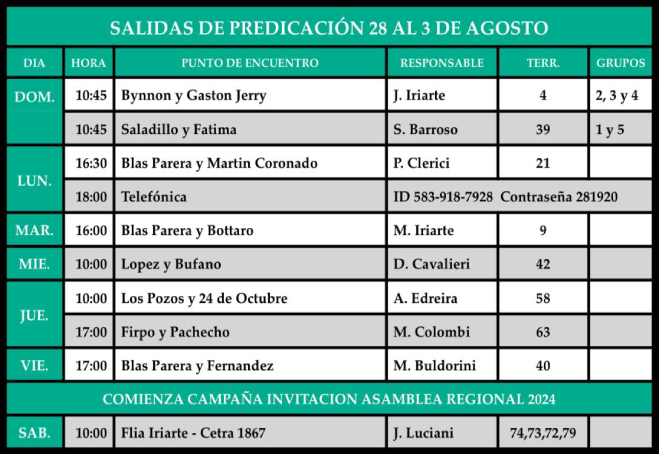 SALIDAS DE PREDICACIÓN 28 AL 3 DE AGOSTO
DIA HORA PUNTO DE ENCUENTRO RESPONSABLE TERR. GRUPOS
DOM. 10:45 Bynnon y Gaston Jerry J. Iriarte 4 2, 3 y 4
10:45 Saladillo y Fatima S. Barroso 39 1 y 5
LUN. 16:30 Blas Parera y Martin Coronado P. Clerici 21
18:00 Telefónica ID 583-918-7928 Contraseña 281920
MAR. 16:00 Blas Parera y Bottaro M. Iriarte 9
MIE. 10:00 Lopez y Bufano D. Cavalieri 42
JUE. 10:00 Los Pozos y 24 de Octubre A. Edreira 58
17:00 Firpo y Pachecho M. Colombi 63
VIE. 17:00 Blas Parera y Fernandez M. Buldorini 40
COMIENZA CAMPAÑA INVITACION ASAMBLEA REGIONAL 2024
SAB. 10:00 Flia Iriarte - Cetra 1867 J. Luciani 74,73,72,79